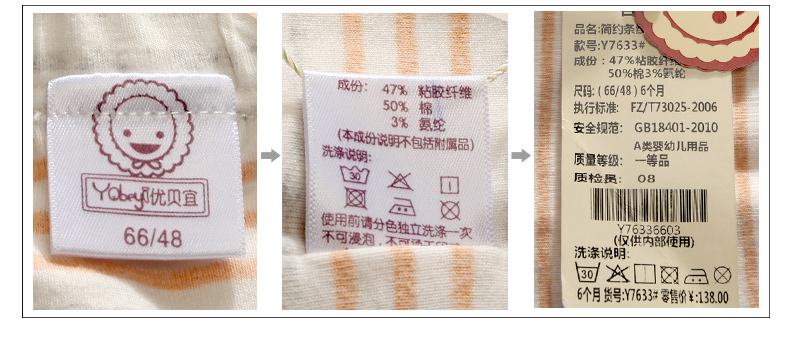 Yobeyi优贝宜
66/48
成份: 47% 粘胶纤维
50% 棉
3% 氨纶
(本成份说明不包括附属品)
洗涤说明:
30
使用前请分色独立洗涤一次
不可浸泡,
品名:简约条纹
款号:Y7633#
成份:47%粘胶纤维
50%棉3%氨纶
尺码:(66/48)6个月
执行标准: FZ/T73025-2006
安全规范: GB18401-2010
A类婴幼儿用品
质量等级: 一等品
质检员: 08
Y76336603
(仅供内部使用)
洗涤说明:
30
6个月 货号:Y7633# 零售价¥:138.00